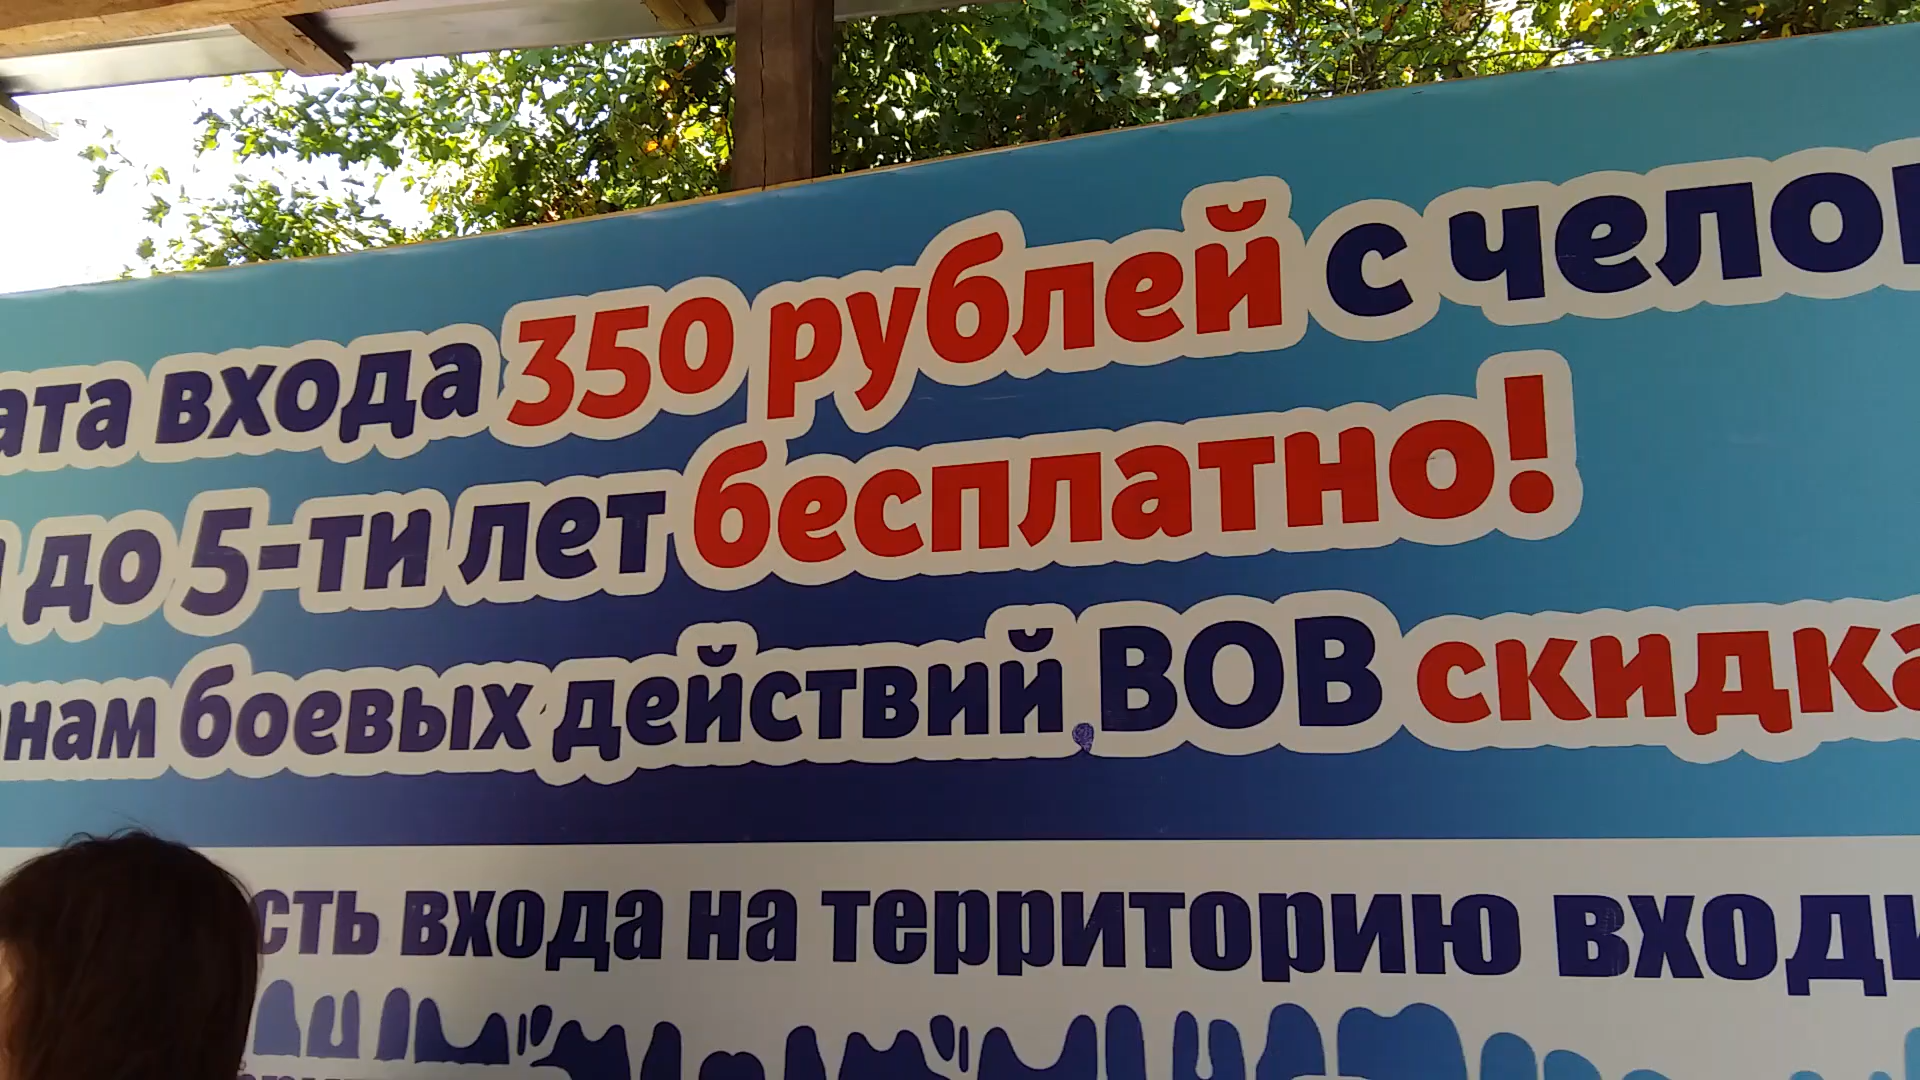 ата входа 350 рублей с челов
до 5-ти лет бесплатно!
нам боевых действий ВОВ скидка
сть входа на территорию входи